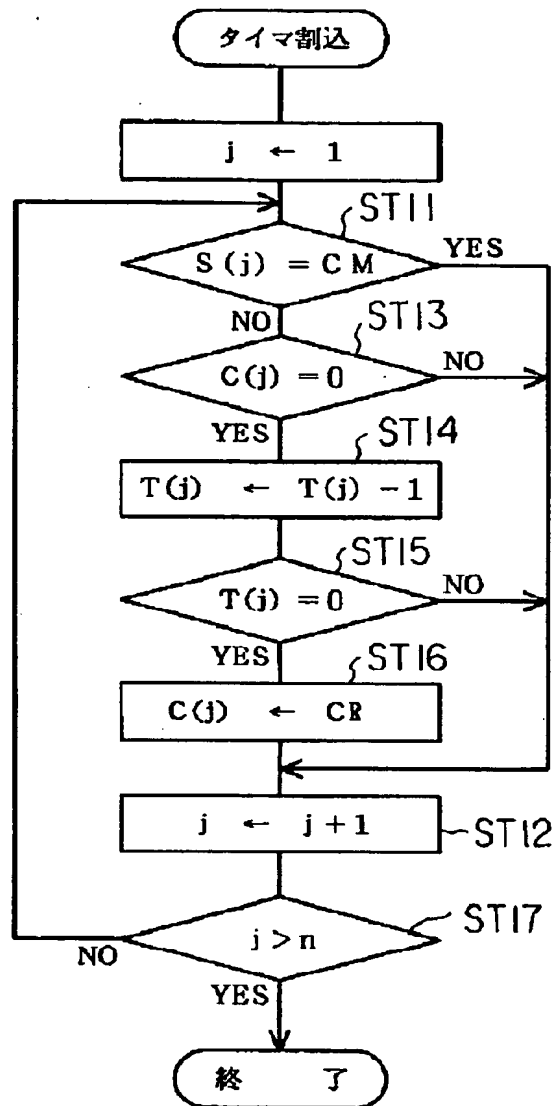 タイマ割込
j ← 1
ST11
S(j) = CM
YES
NO
ST13
C(j) = 0
NO
YES
ST14
T(j) ← T(j) - 1
ST15
T(j) = 0
NO
YES
ST16
C(j) ← CR
j ← j+1
ST12
ST17
j > n
NO
YES
終 了